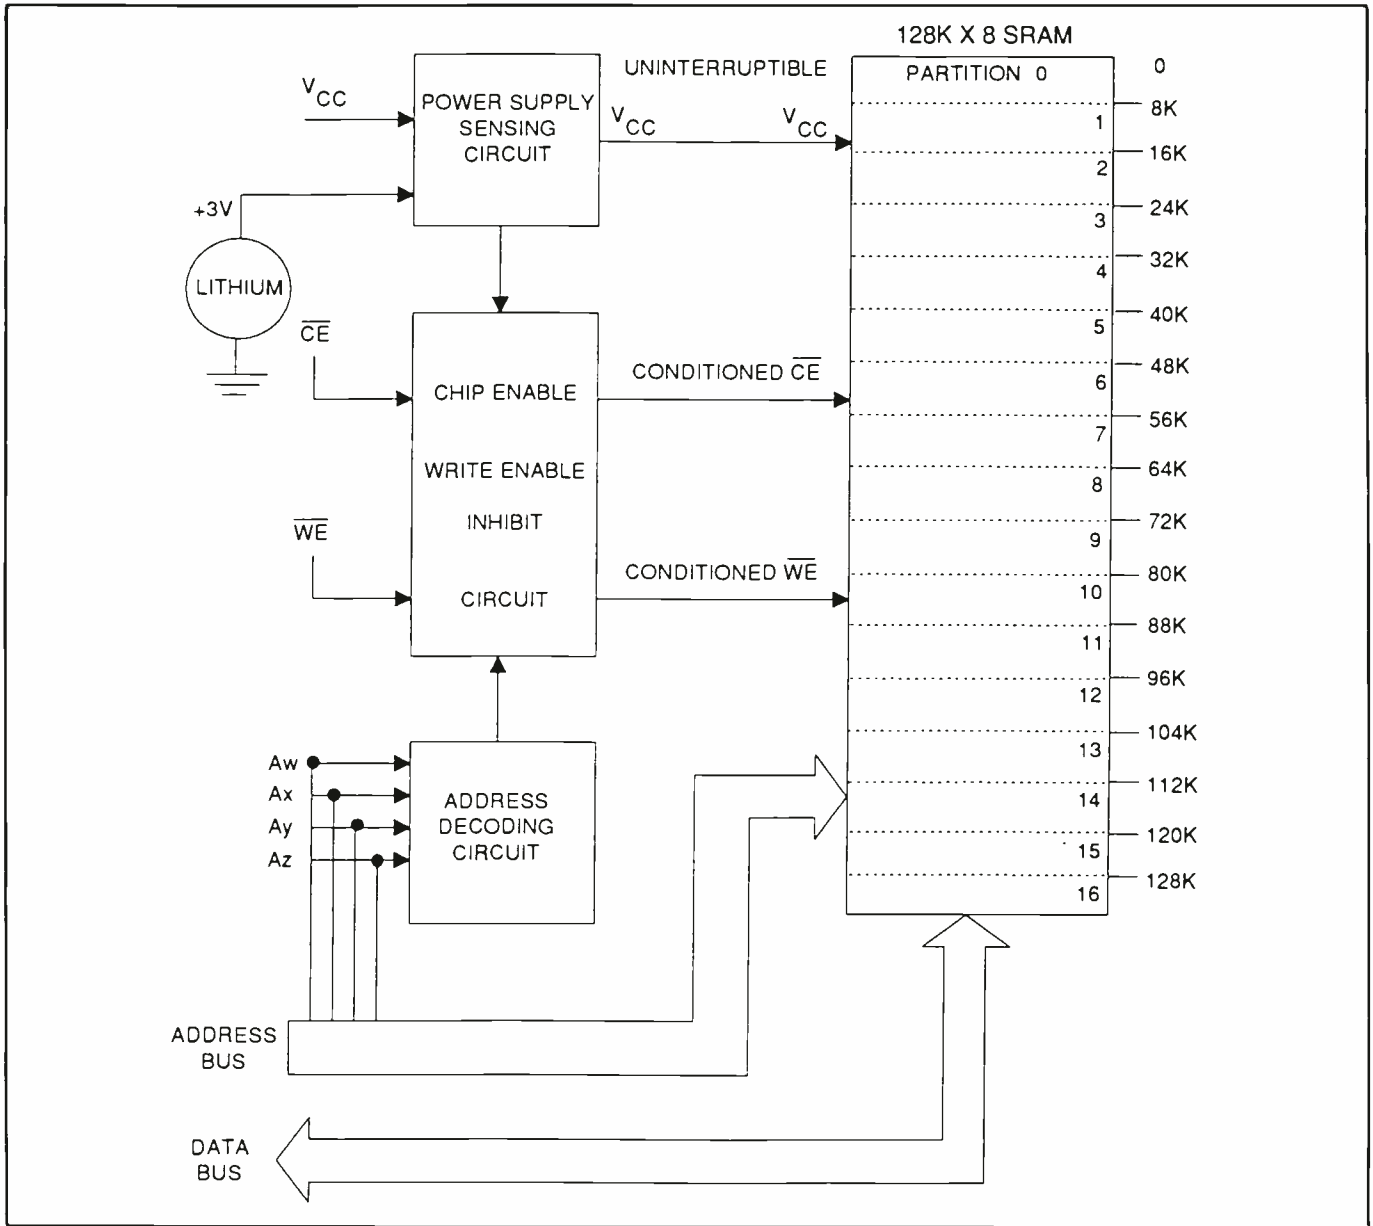 128K X 8 SRAM
UNINTERRUPTIBLE
VCC
POWER SUPPLY
SENSING
CIRCUIT
VCC
VCC
+3V
LITHIUM
CE
WE
CHIP ENABLE
WRITE ENABLE
INHIBIT
CIRCUIT
CONDITIONED CE
CONDITIONED WE
Aw
Ax
Ay
Az
ADDRESS
DECODING
CIRCUIT
ADDRESS
BUS
DATA
BUS
PARTITION 0
1
2
3
4
5
6
7
8
9
10
11
12
13
14
15
16
0
8K
16K
24K
32K
40K
48K
56K
64K
72K
80K
88K
96K
104K
112K
120K
128K